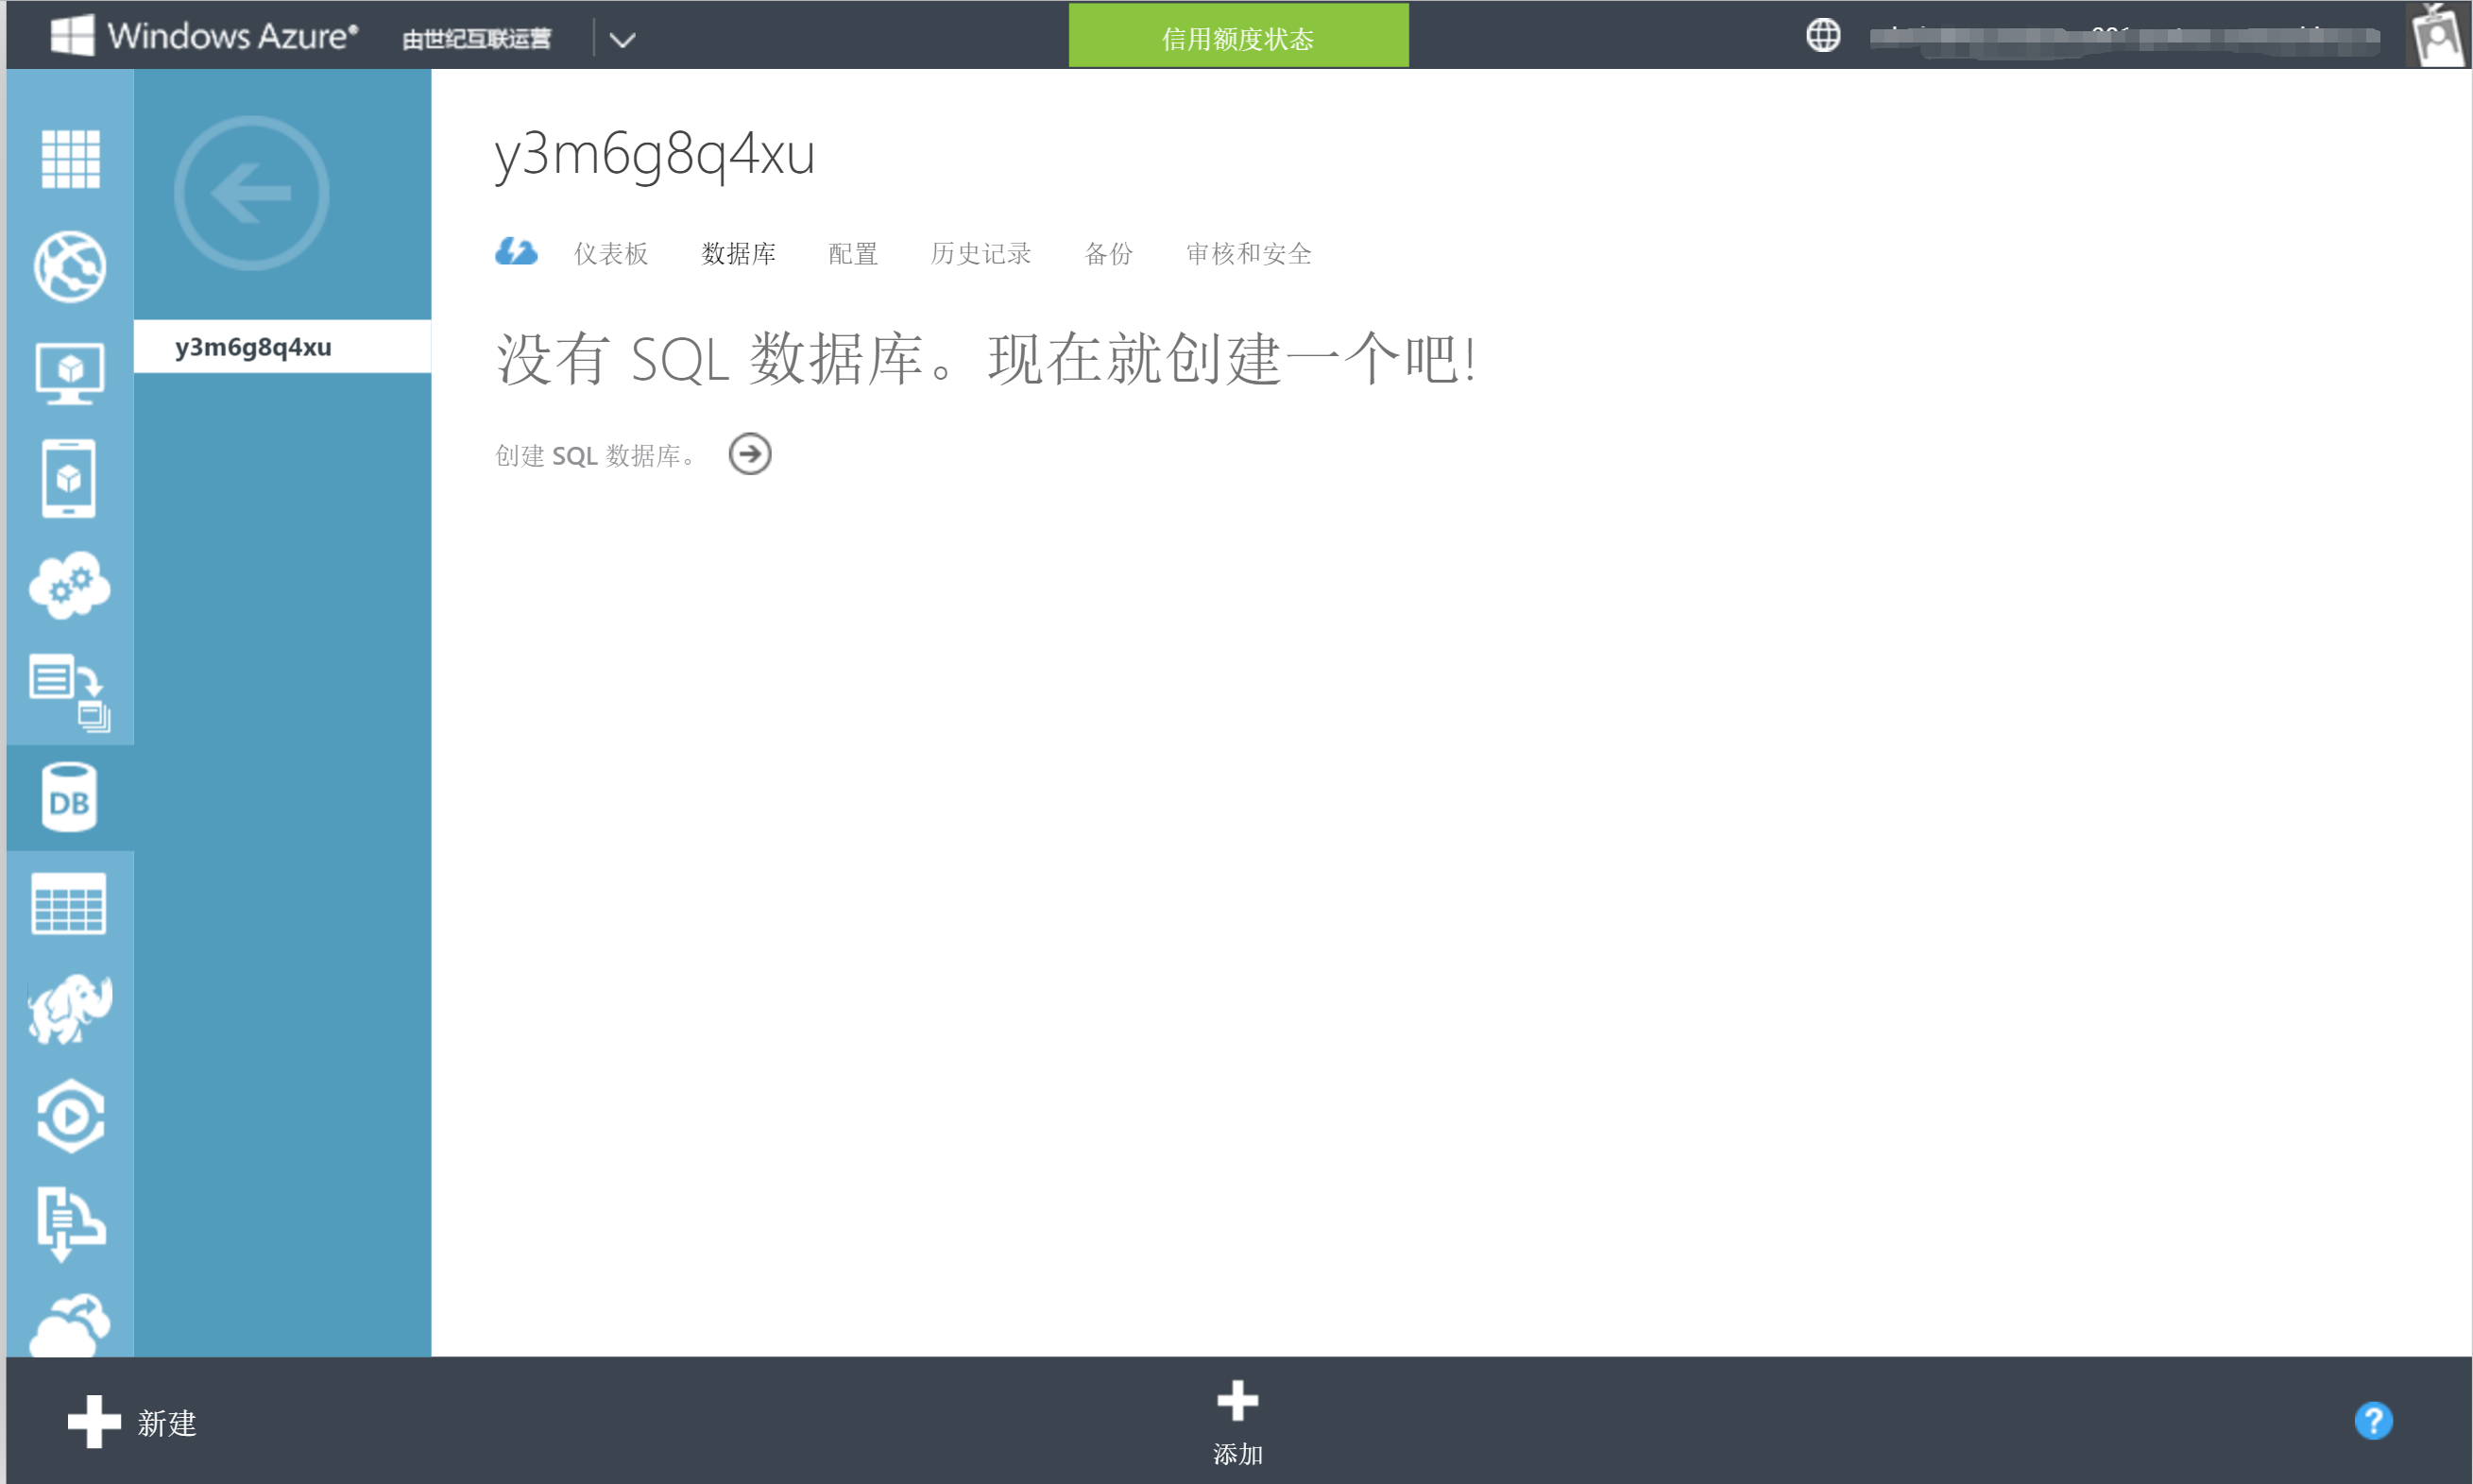 Windows Azure® 由世纪互联运营
信用额度状态
y3m6g8q4xu
y3m6g8q4xu
仪表板 数据库 配置 历史记录 备份 审核和安全
没有 SQL 数据库。现在就创建一个吧!
创建 SQL 数据库。
DB
新建
添加
?